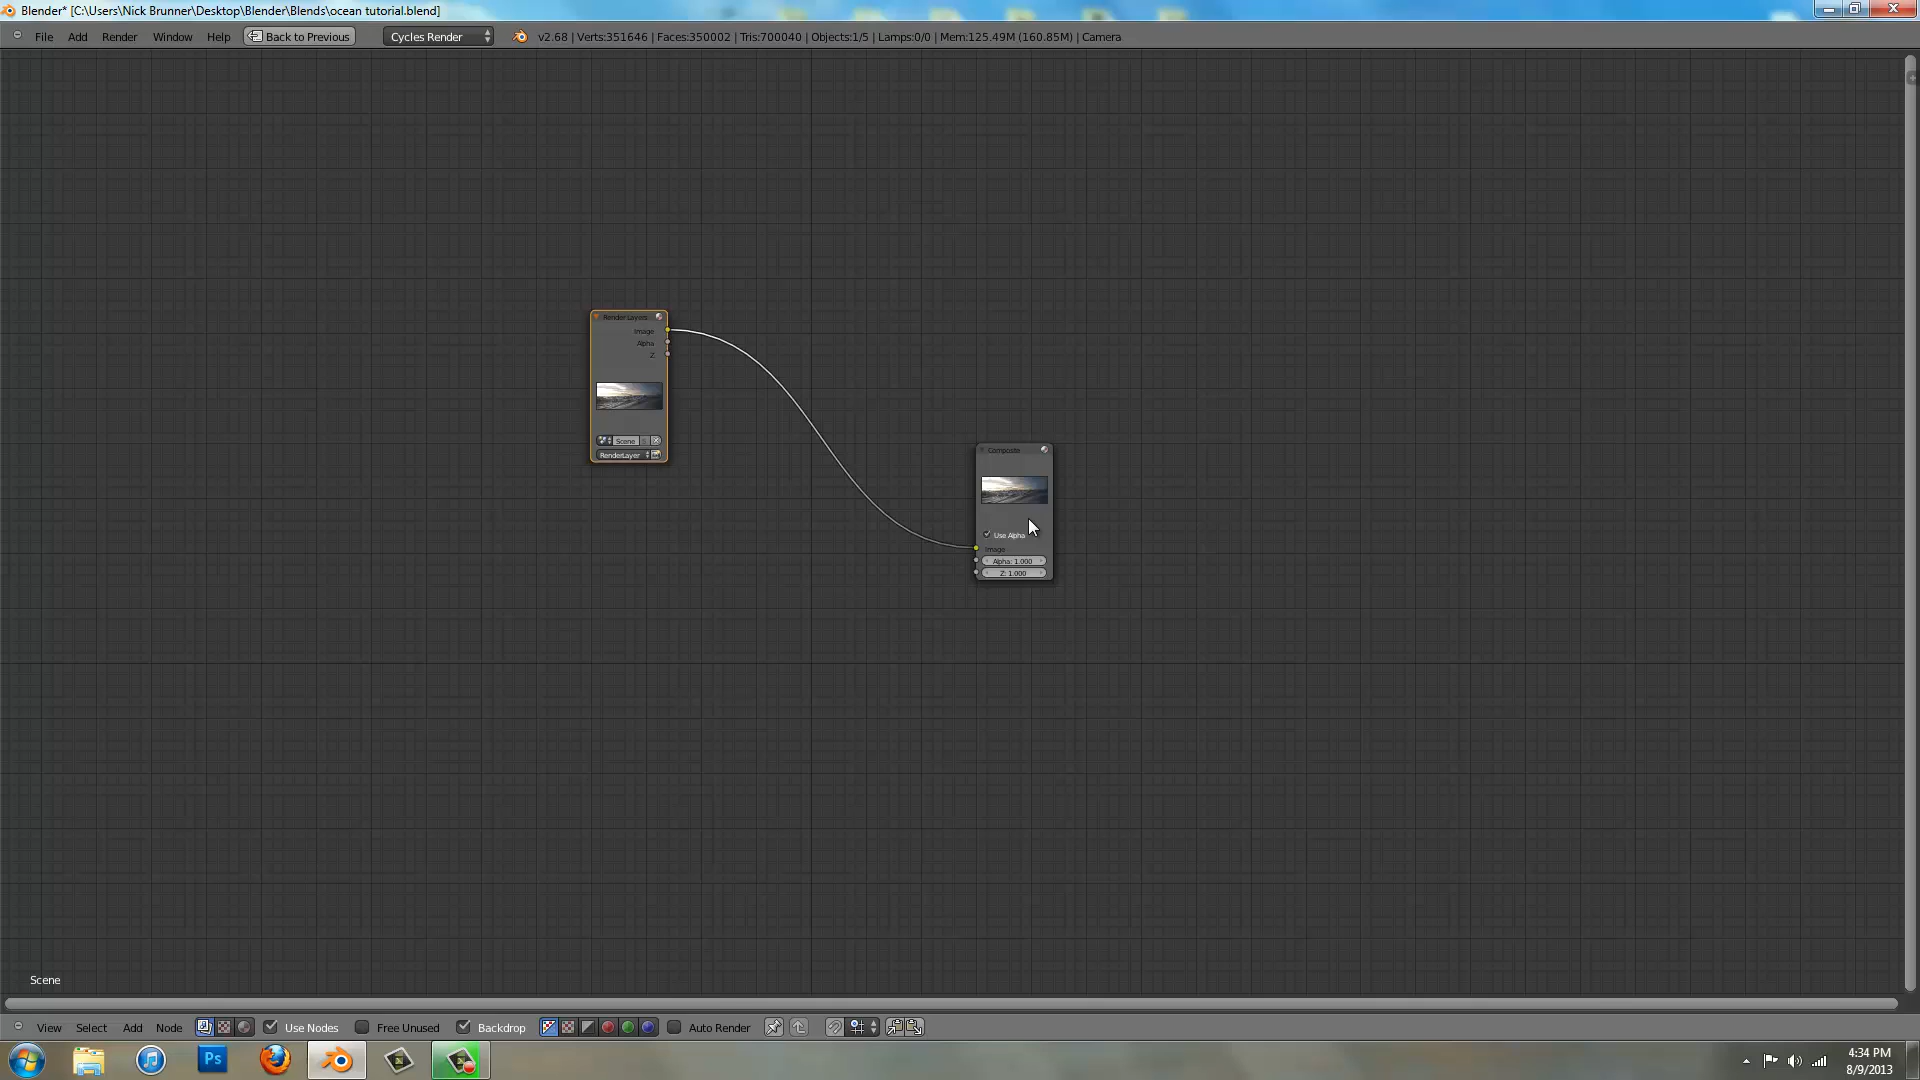 Blender* [C:\Users\Nick Brunner\Desktop\Blender\Blends\ocean tutorial.blend]
File Add Render Window Help Back to Previous Cycles Render v2.68 | Verts:351646 | Faces:350002 | Tris:700040 | Objects:1/5 | Lamps:0/0 | Mem:125.49M (160.85M) | Camera
Render Layers
Image
Alpha
Z
Scene
RenderLayer
Composite
Use Alpha
Image
Alpha: 1.000
Z: 1.000
Scene
View Select Add Node Use Nodes Free Unused Backdrop Auto Render
Ps
4:34 PM
8/9/2013